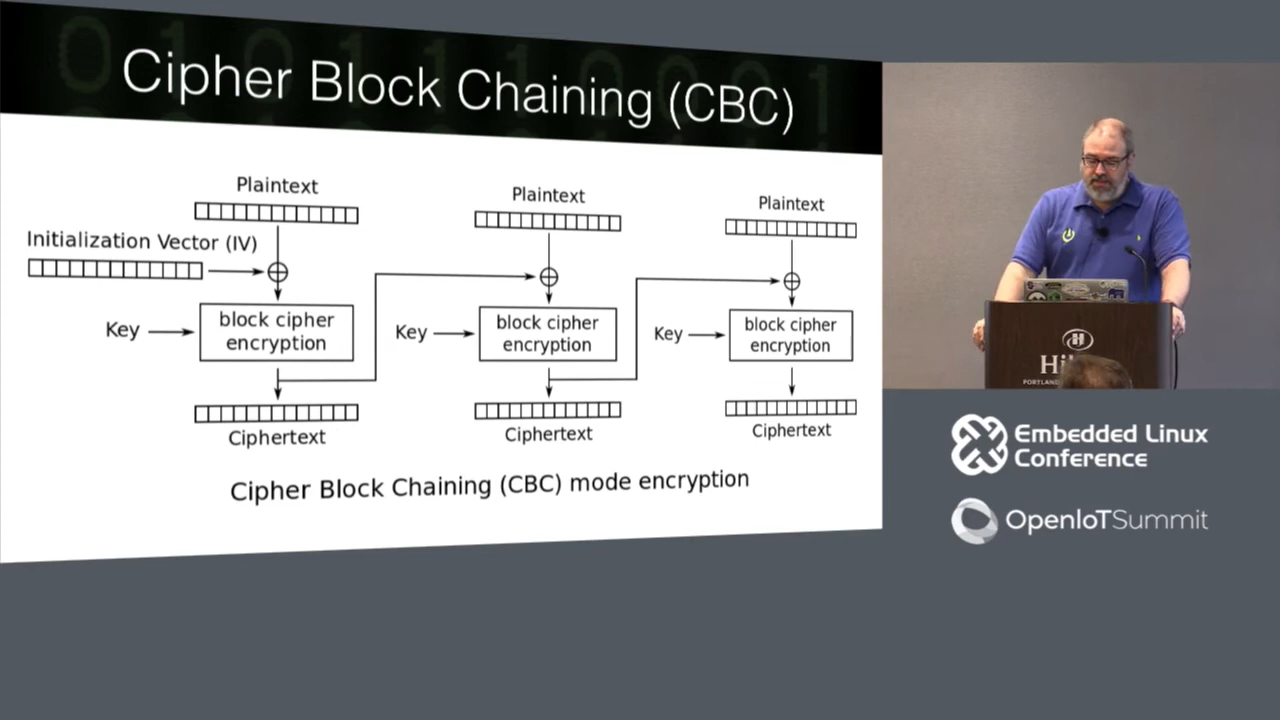 Cipher Block Chaining (CBC)
Plaintext
Plaintext
Plaintext
Initialization Vector (IV)
Key
block cipher
encryption
Key
block cipher
encryption
Key
block cipher
encryption
Ciphertext
Ciphertext
Ciphertext
Cipher Block Chaining (CBC) mode encryption
H
PORTLAND
Embedded Linux
Conference
OpenIoTSummit